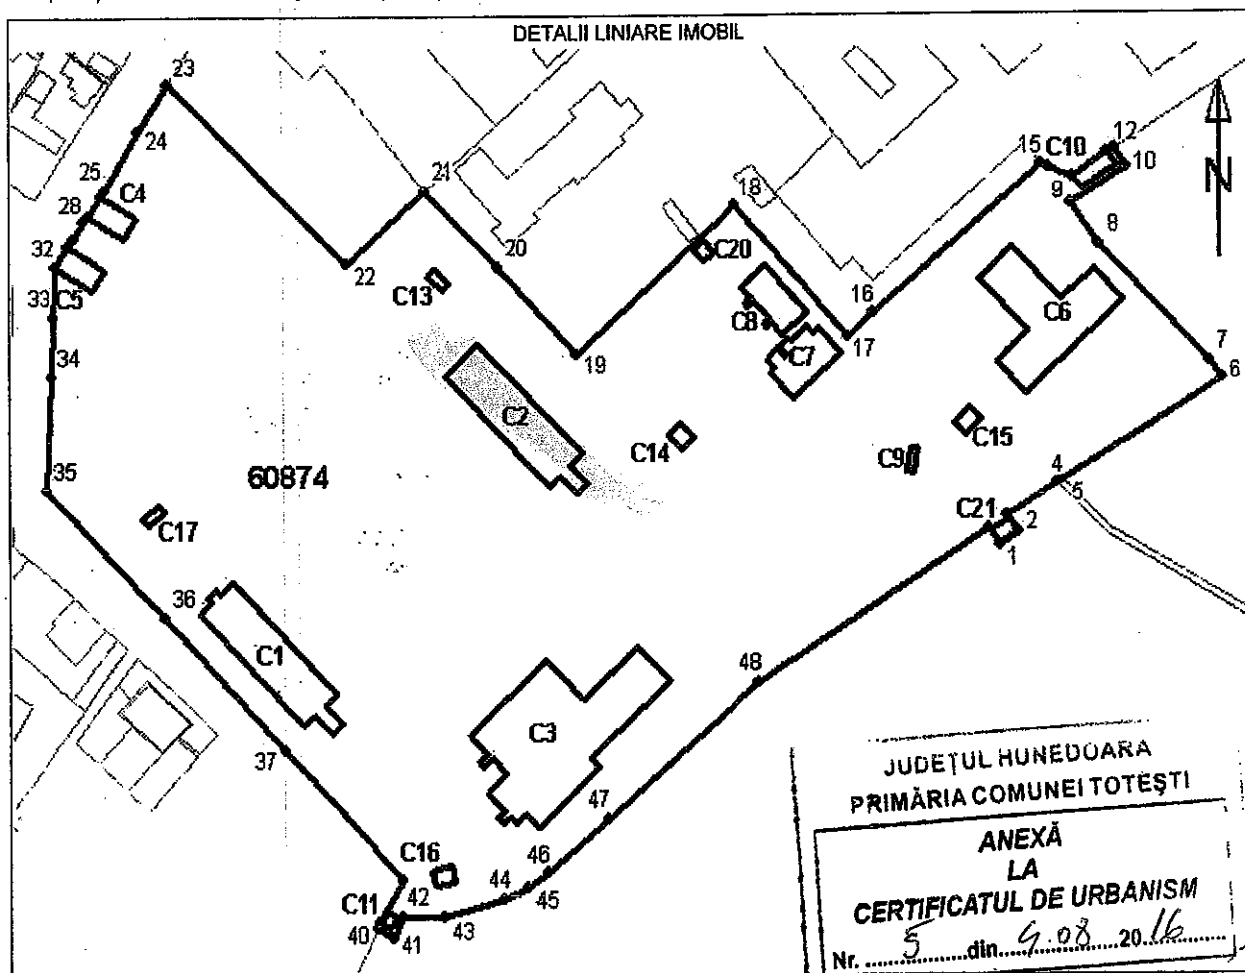 DETALII LINIARE IMOBIL
23
24
25
C4
28
32
33
C5
34
35
21
22
20
C13
19
18
C20
C8
C7
16
17
15
C10
12
10
9
8
N
C6
7
6
C2
C14
C15
C9
4
5
C21
2
1
60874
C17
36
C1
37
48
C3
47
46
45
44
C16
42
43
C11
40
41
JUDEȚUL HUNEDOARA
PRIMĂRIA COMUNEI TOTEȘTI
ANEXĂ
LA
CERTIFICATUL DE URBANISM
Nr. ........5........din....9.08......20.16..........